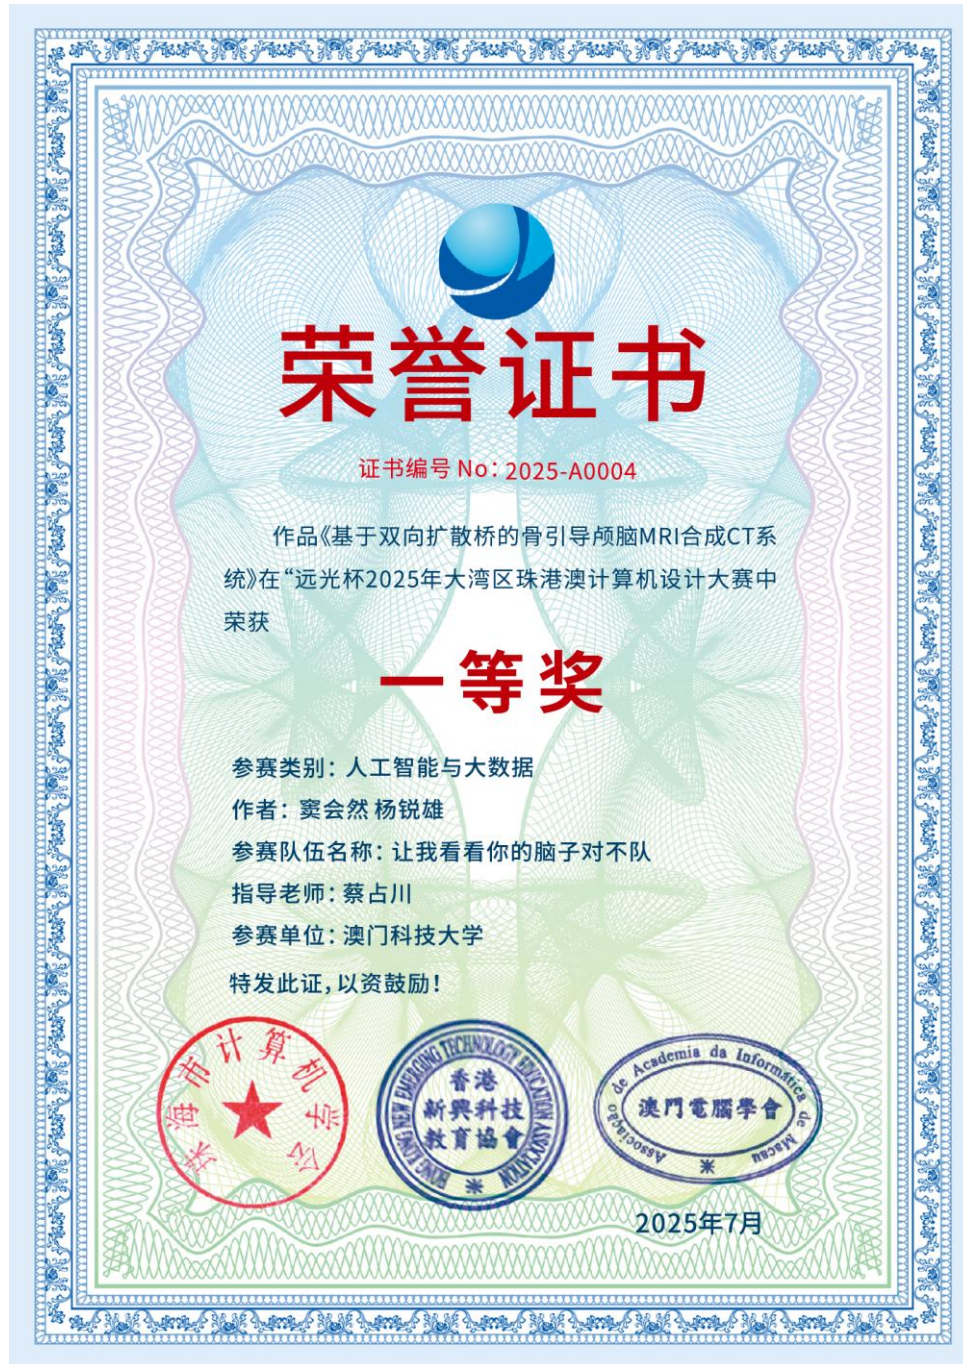 荣誉证书
证书编号 No：2025-A0004
作品《基于双向扩散桥的骨引导颅脑MRI合成CT系
统》在“远光杯2025年大湾区珠港澳计算机设计大赛中
荣获
一等奖
参赛类别：人工智能与大数据
作者：窦会然 杨锐雄
参赛队伍名称：让我看看你的脑子对不队
指导老师：蔡占川
参赛单位：澳门科技大学
特发此证，以资鼓励！
珠海市计算机学会
HONG KONG NEW EMERGING TECHNOLOGY EDUCATION ASSOCIATION
香港
新興科技
教育協會
Associação de Academia da Informática de Macau
澳門電腦學會
2025年7月